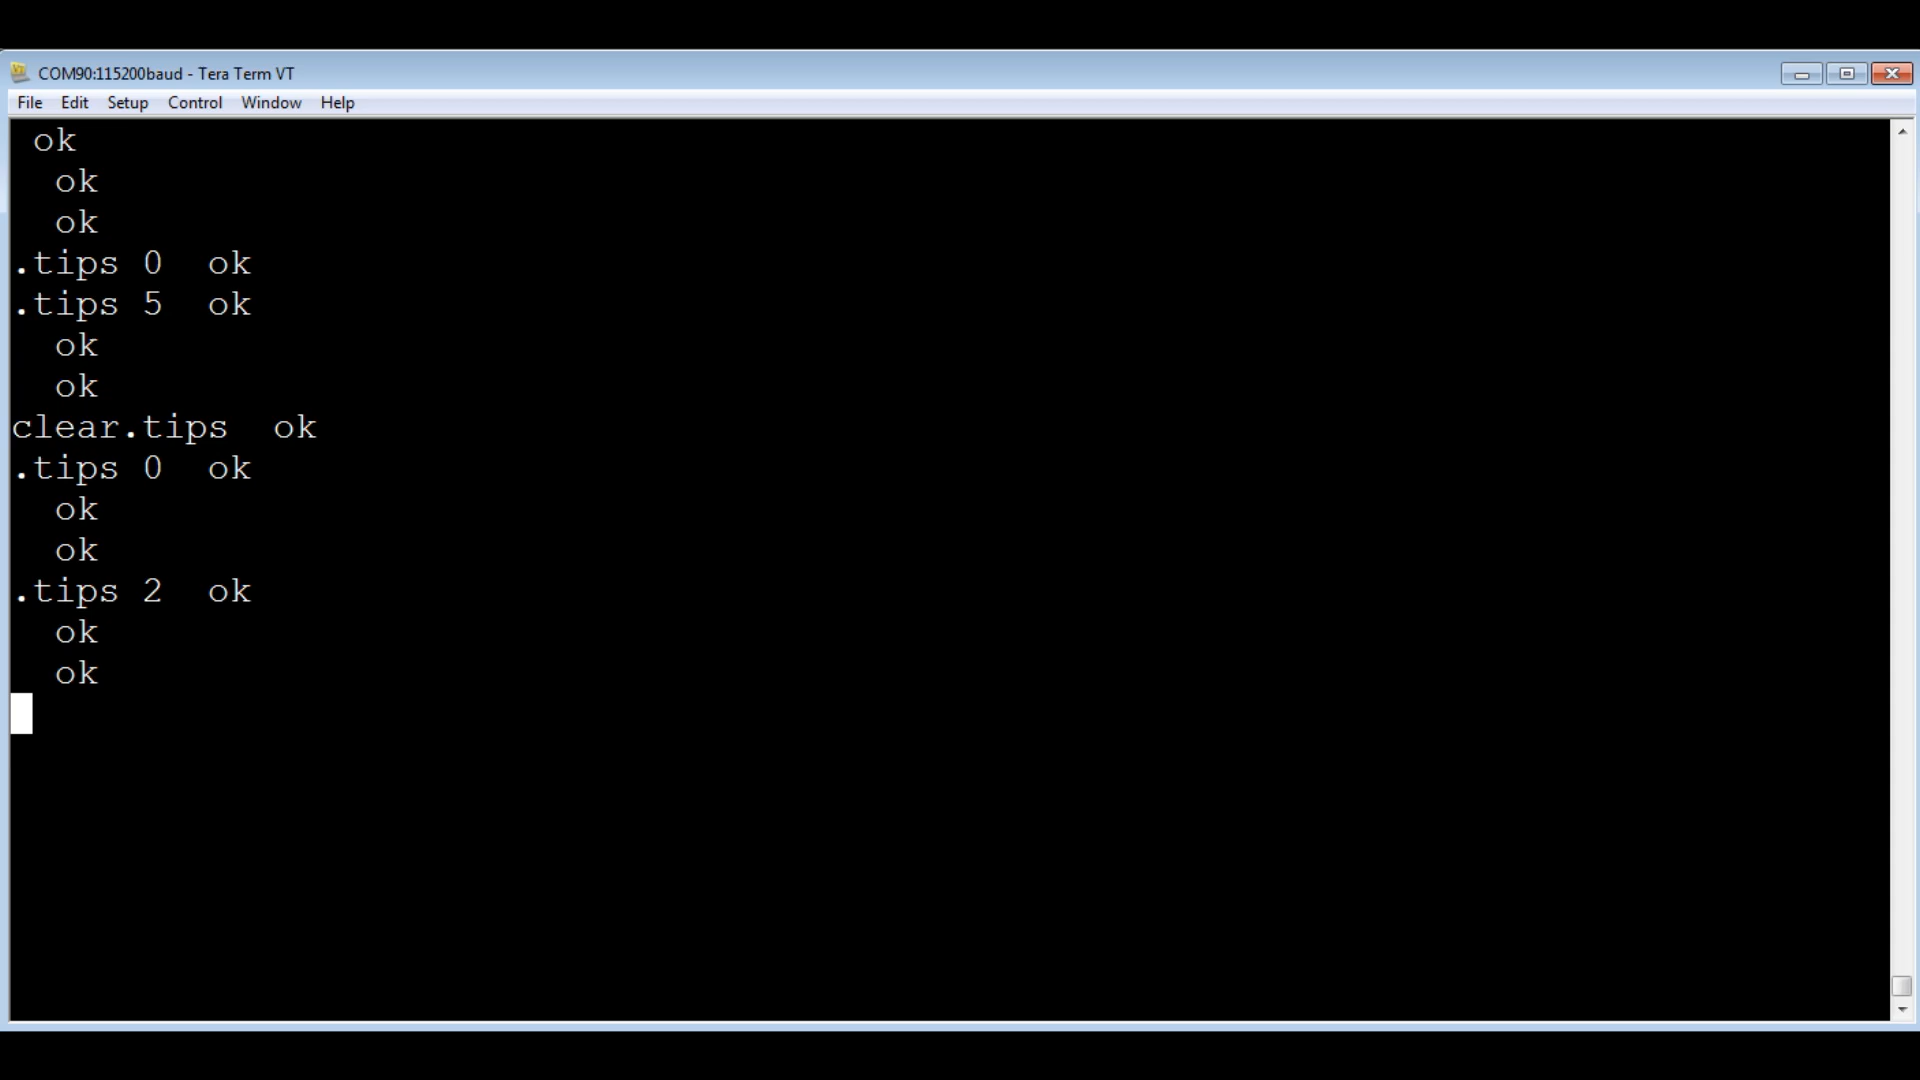 COM90:115200baud - Tera Term VT
File Edit Setup Control Window Help
ok
ok
ok
.tips 0 ok
.tips 5 ok
ok
ok
clear.tips ok
.tips 0 ok
ok
ok
.tips 2 ok
ok
ok